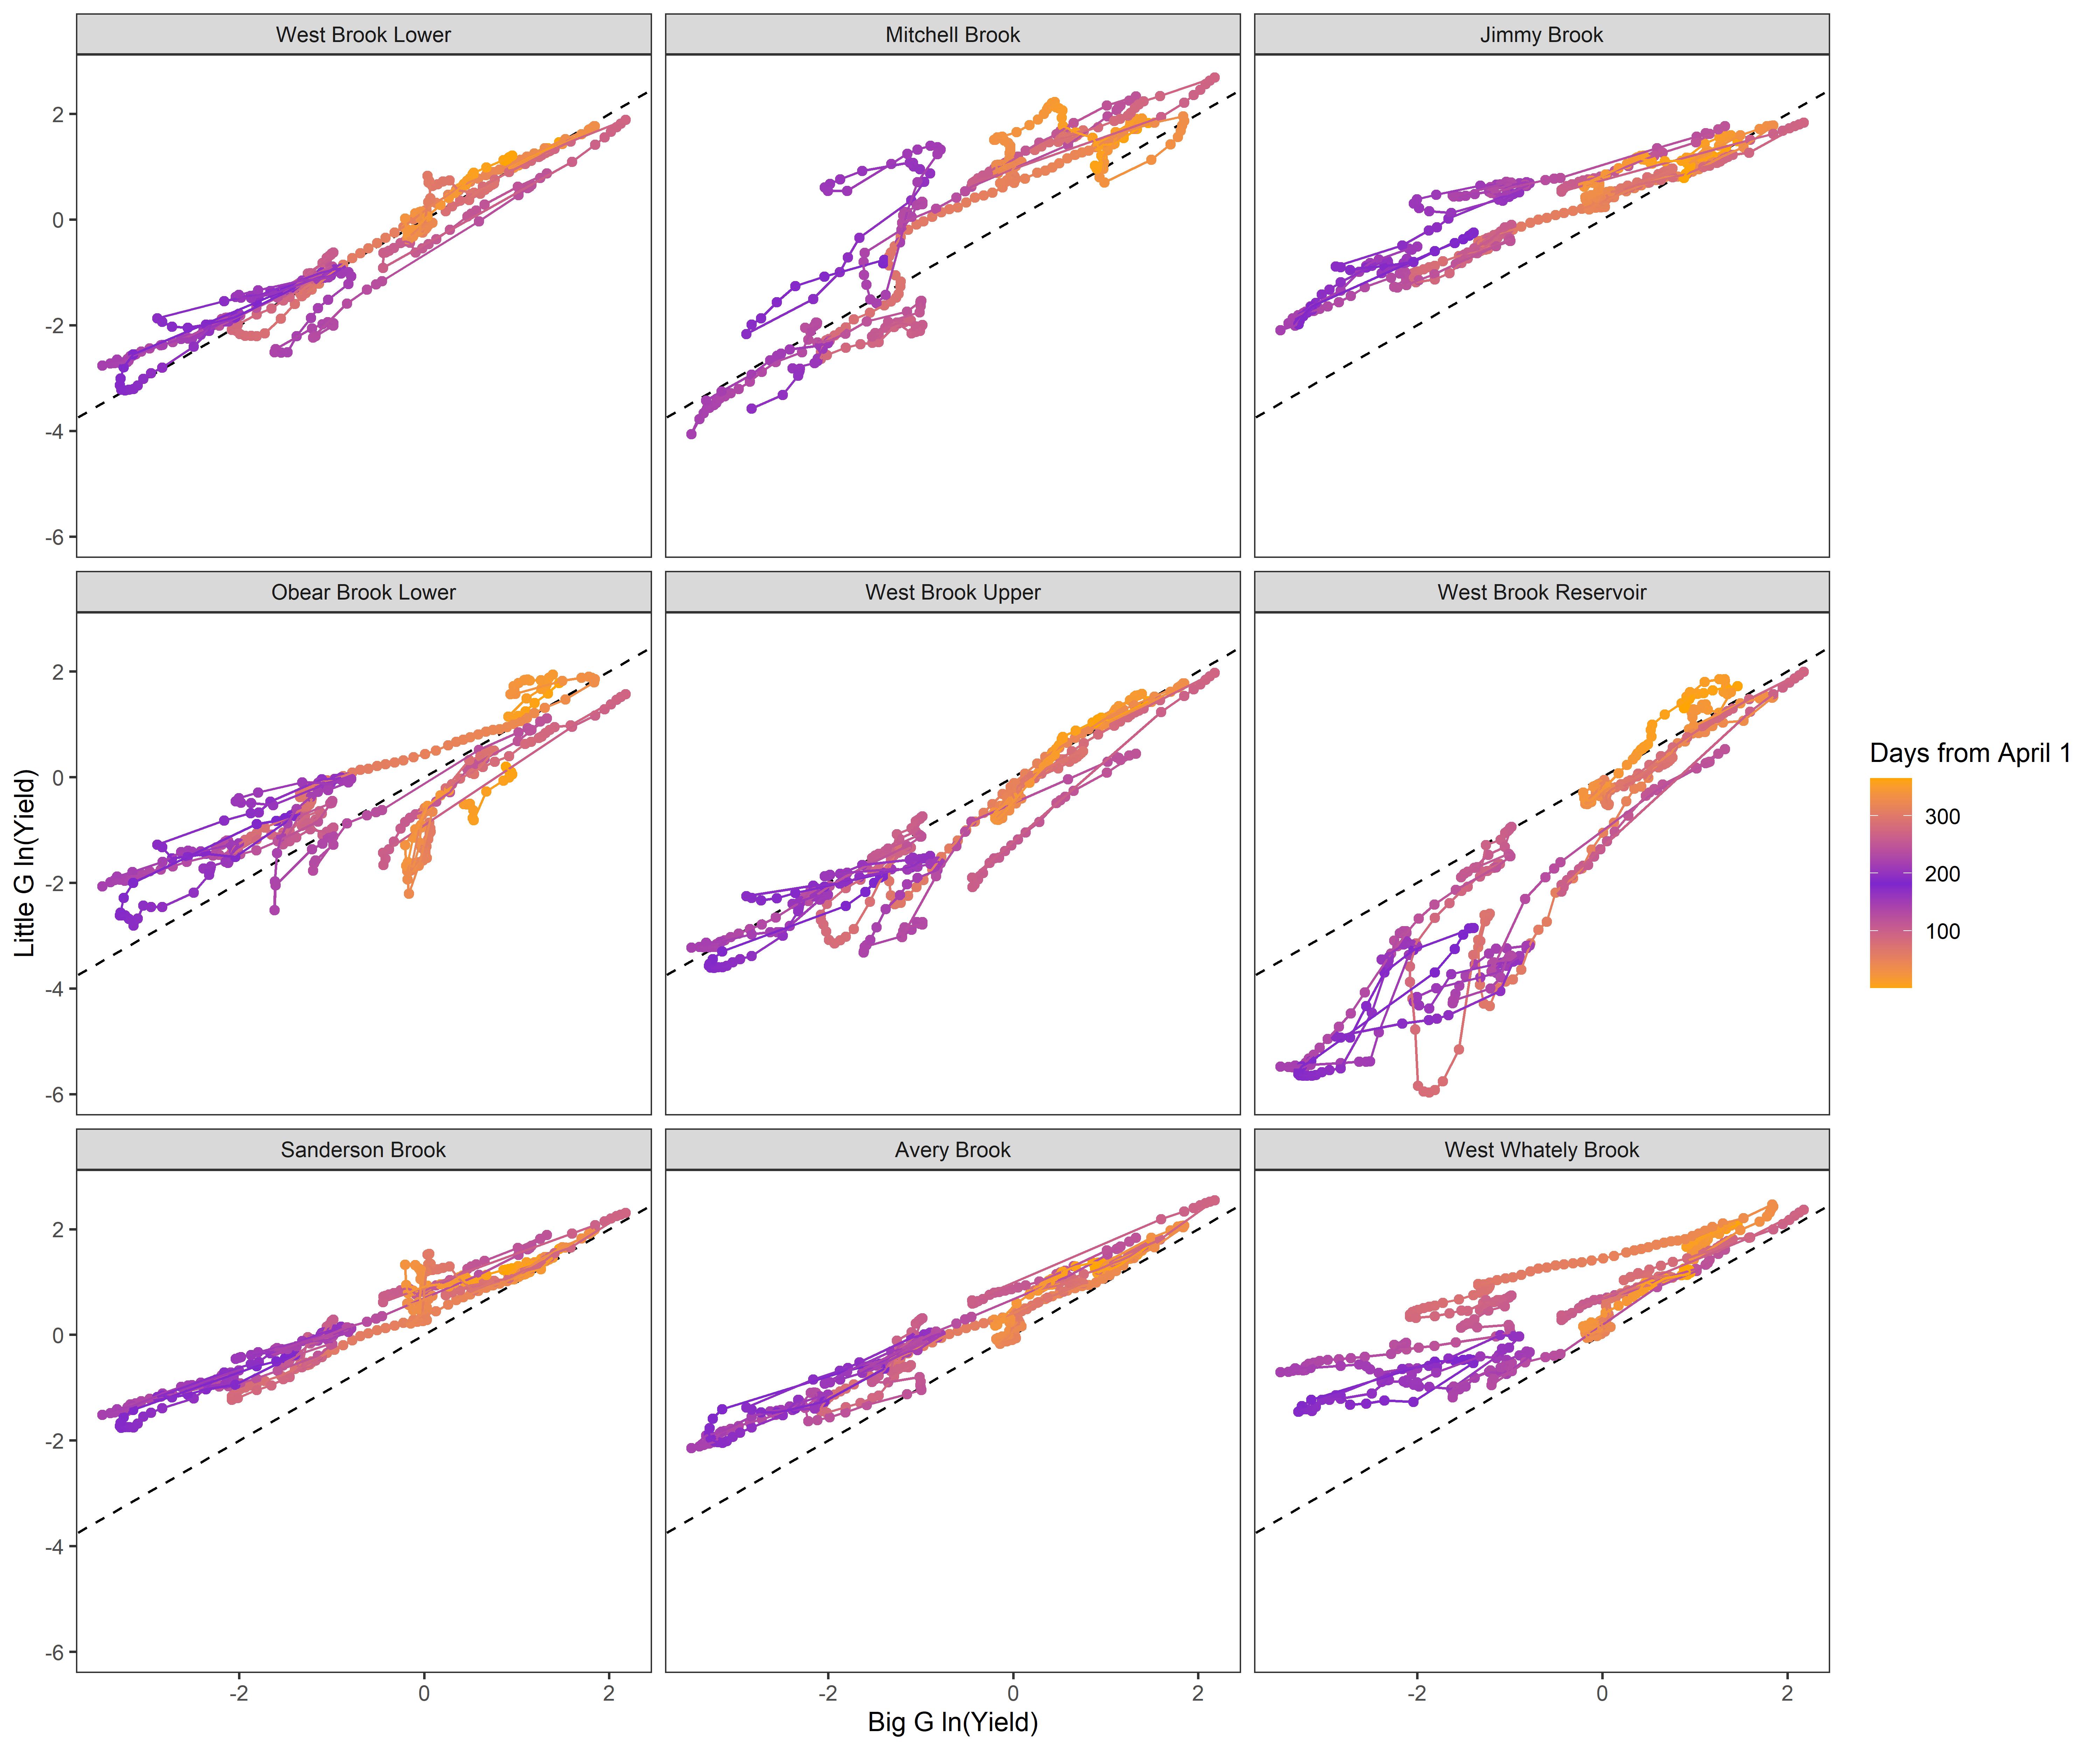 West Brook Lower
Mitchell Brook
Jimmy Brook
2
0
-2
-4
-6
Obear Brook Lower
West Brook Upper
West Brook Reservoir
2
0
-2
-4
-6
Little G ln(Yield)
Days from April 1
300
200
100
Sanderson Brook
Avery Brook
West Whately Brook
2
0
-2
-4
-6
-2 0 2 -2 0 2 -2 0 2
Big G ln(Yield)